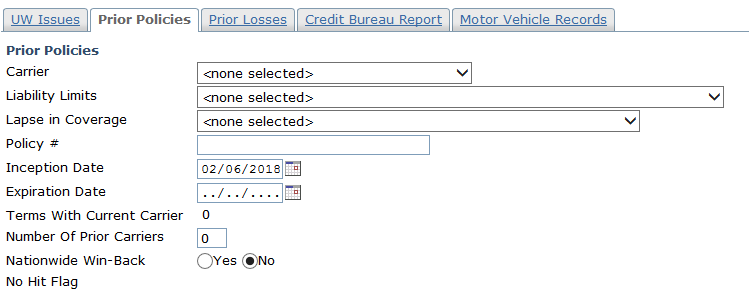 UW Issues Prior Policies Prior Losses Credit Bureau Report Motor Vehicle Records
Prior Policies
Carrier <none selected>
Liability Limits <none selected>
Lapse in Coverage <none selected>
Policy #
Inception Date 02/06/2018
Expiration Date ../../....
Terms With Current Carrier 0
Number Of Prior Carriers 0
Nationwide Win-Back Yes No
No Hit Flag